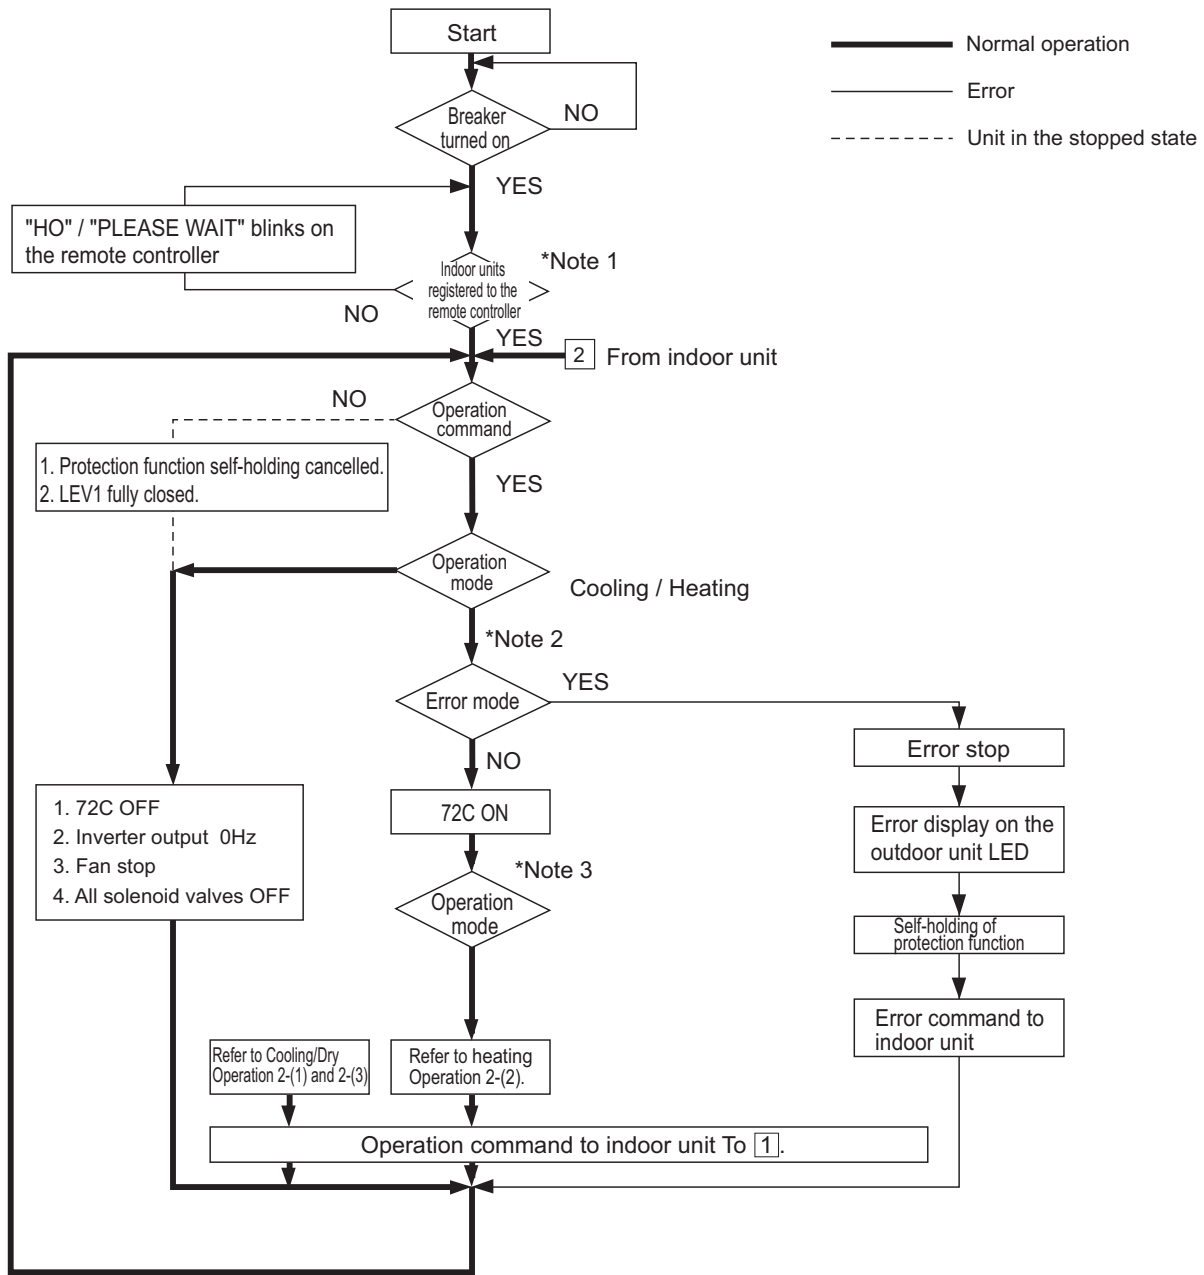 Start
Normal operation
Error
Unit in the stopped state
Breaker
turned on
NO
YES
"HO" / "PLEASE WAIT" blinks on
the remote controller
*Note 1
Indoor units
registered to the
remote controller
NO
YES
2 From indoor unit
NO
Operation
command
1. Protection function self-holding cancelled.
2. LEV1 fully closed.
YES
Operation
mode
Cooling / Heating
*Note 2
Error mode
YES
NO
Error stop
1. 72C OFF
2. Inverter output 0Hz
3. Fan stop
4. All solenoid valves OFF
72C ON
Error display on the
outdoor unit LED
*Note 3
Operation
mode
Self-holding of
protection function
Error command to
indoor unit
Refer to Cooling/Dry
Operation 2-(1) and 2-(3)
Refer to heating
Operation 2-(2).
Operation command to indoor unit To 1.